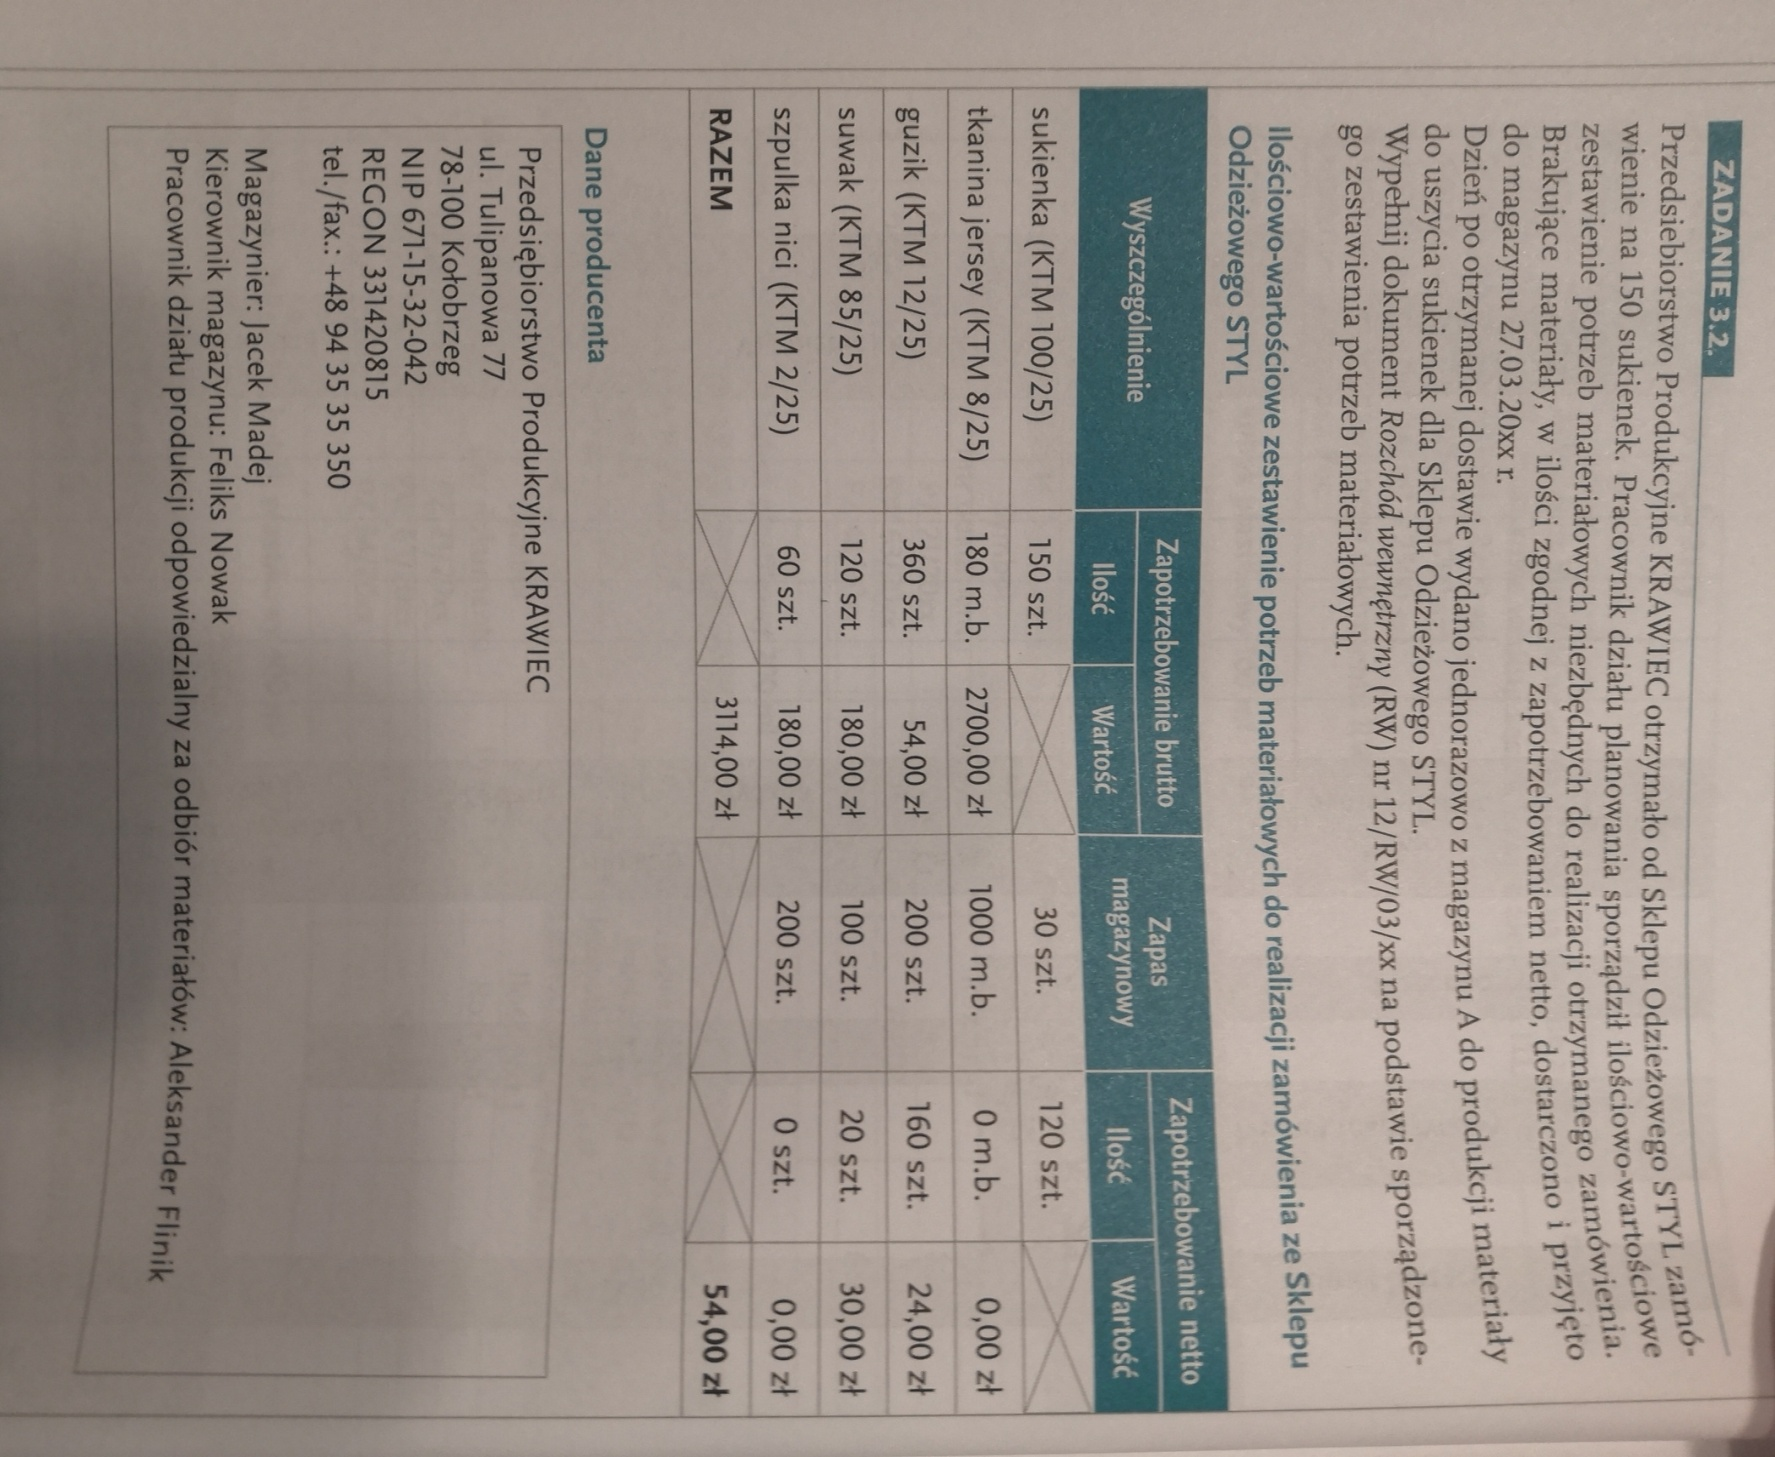 ZADANIE 3.2.
Przedsiebiorstwo Produkcyjne KRAWIEC otrzymało od Sklepu Odzieżowego STYL zamó-
wienie na 150 sukienek. Pracownik działu planowania sporządził ilościowo-wartościowe
zestawienie potrzeb materiałowych niezbędnych do realizacji otrzymanego zamówienia.
Brakujące materiały, w ilości zgodnej z zapotrzebowaniem netto, dostarczono i przyjęto
do magazynu 27.03.20xx r.
Dzień po otrzymanej dostawie wydano jednorazowo z magazynu A do produkcji materiały
do uszycia sukienek dla Sklepu Odzieżowego STYL.
Wypełnij dokument Rozchód wewnętrzny (RW) nr 12/RW/03/xx na podstawie sporządzone-
go zestawienia potrzeb materiałowych.
Ilościowo-wartościowe zestawienie potrzeb materiałowych do realizacji zamówienia ze Sklepu
Odzieżowego STYL
Wyszczególnienie Zapotrzebowanie brutto Zapas magazynowy Zapotrzebowanie netto
Ilość Wartość Ilość Wartość
sukienka (KTM 100/25) 150 szt. 30 szt. 120 szt.
tkanina jersey (KTM 8/25) 180 m.b. 2700,00 zł 1000 m.b. 0 m.b. 0,00 zł
guzik (KTM 12/25) 360 szt. 54,00 zł 200 szt. 160 szt. 24,00 zł
suwak (KTM 85/25) 120 szt. 180,00 zł 100 szt. 20 szt. 30,00 zł
szpulka nici (KTM 2/25) 60 szt. 180,00 zł 200 szt. 0 szt. 0,00 zł
RAZEM 3114,00 zł 54,00 zł
Dane producenta
Przedsiębiorstwo Produkcyjne KRAWIEC
ul. Tulipanowa 77
78-100 Kołobrzeg
NIP 671-15-32-042
REGON 331420815
tel./fax.: +48 94 35 35 350
Magazynier: Jacek Madej
Kierownik magazynu: Feliks Nowak
Pracownik działu produkcji odpowiedzialny za odbiór materiałów: Aleksander Flinik